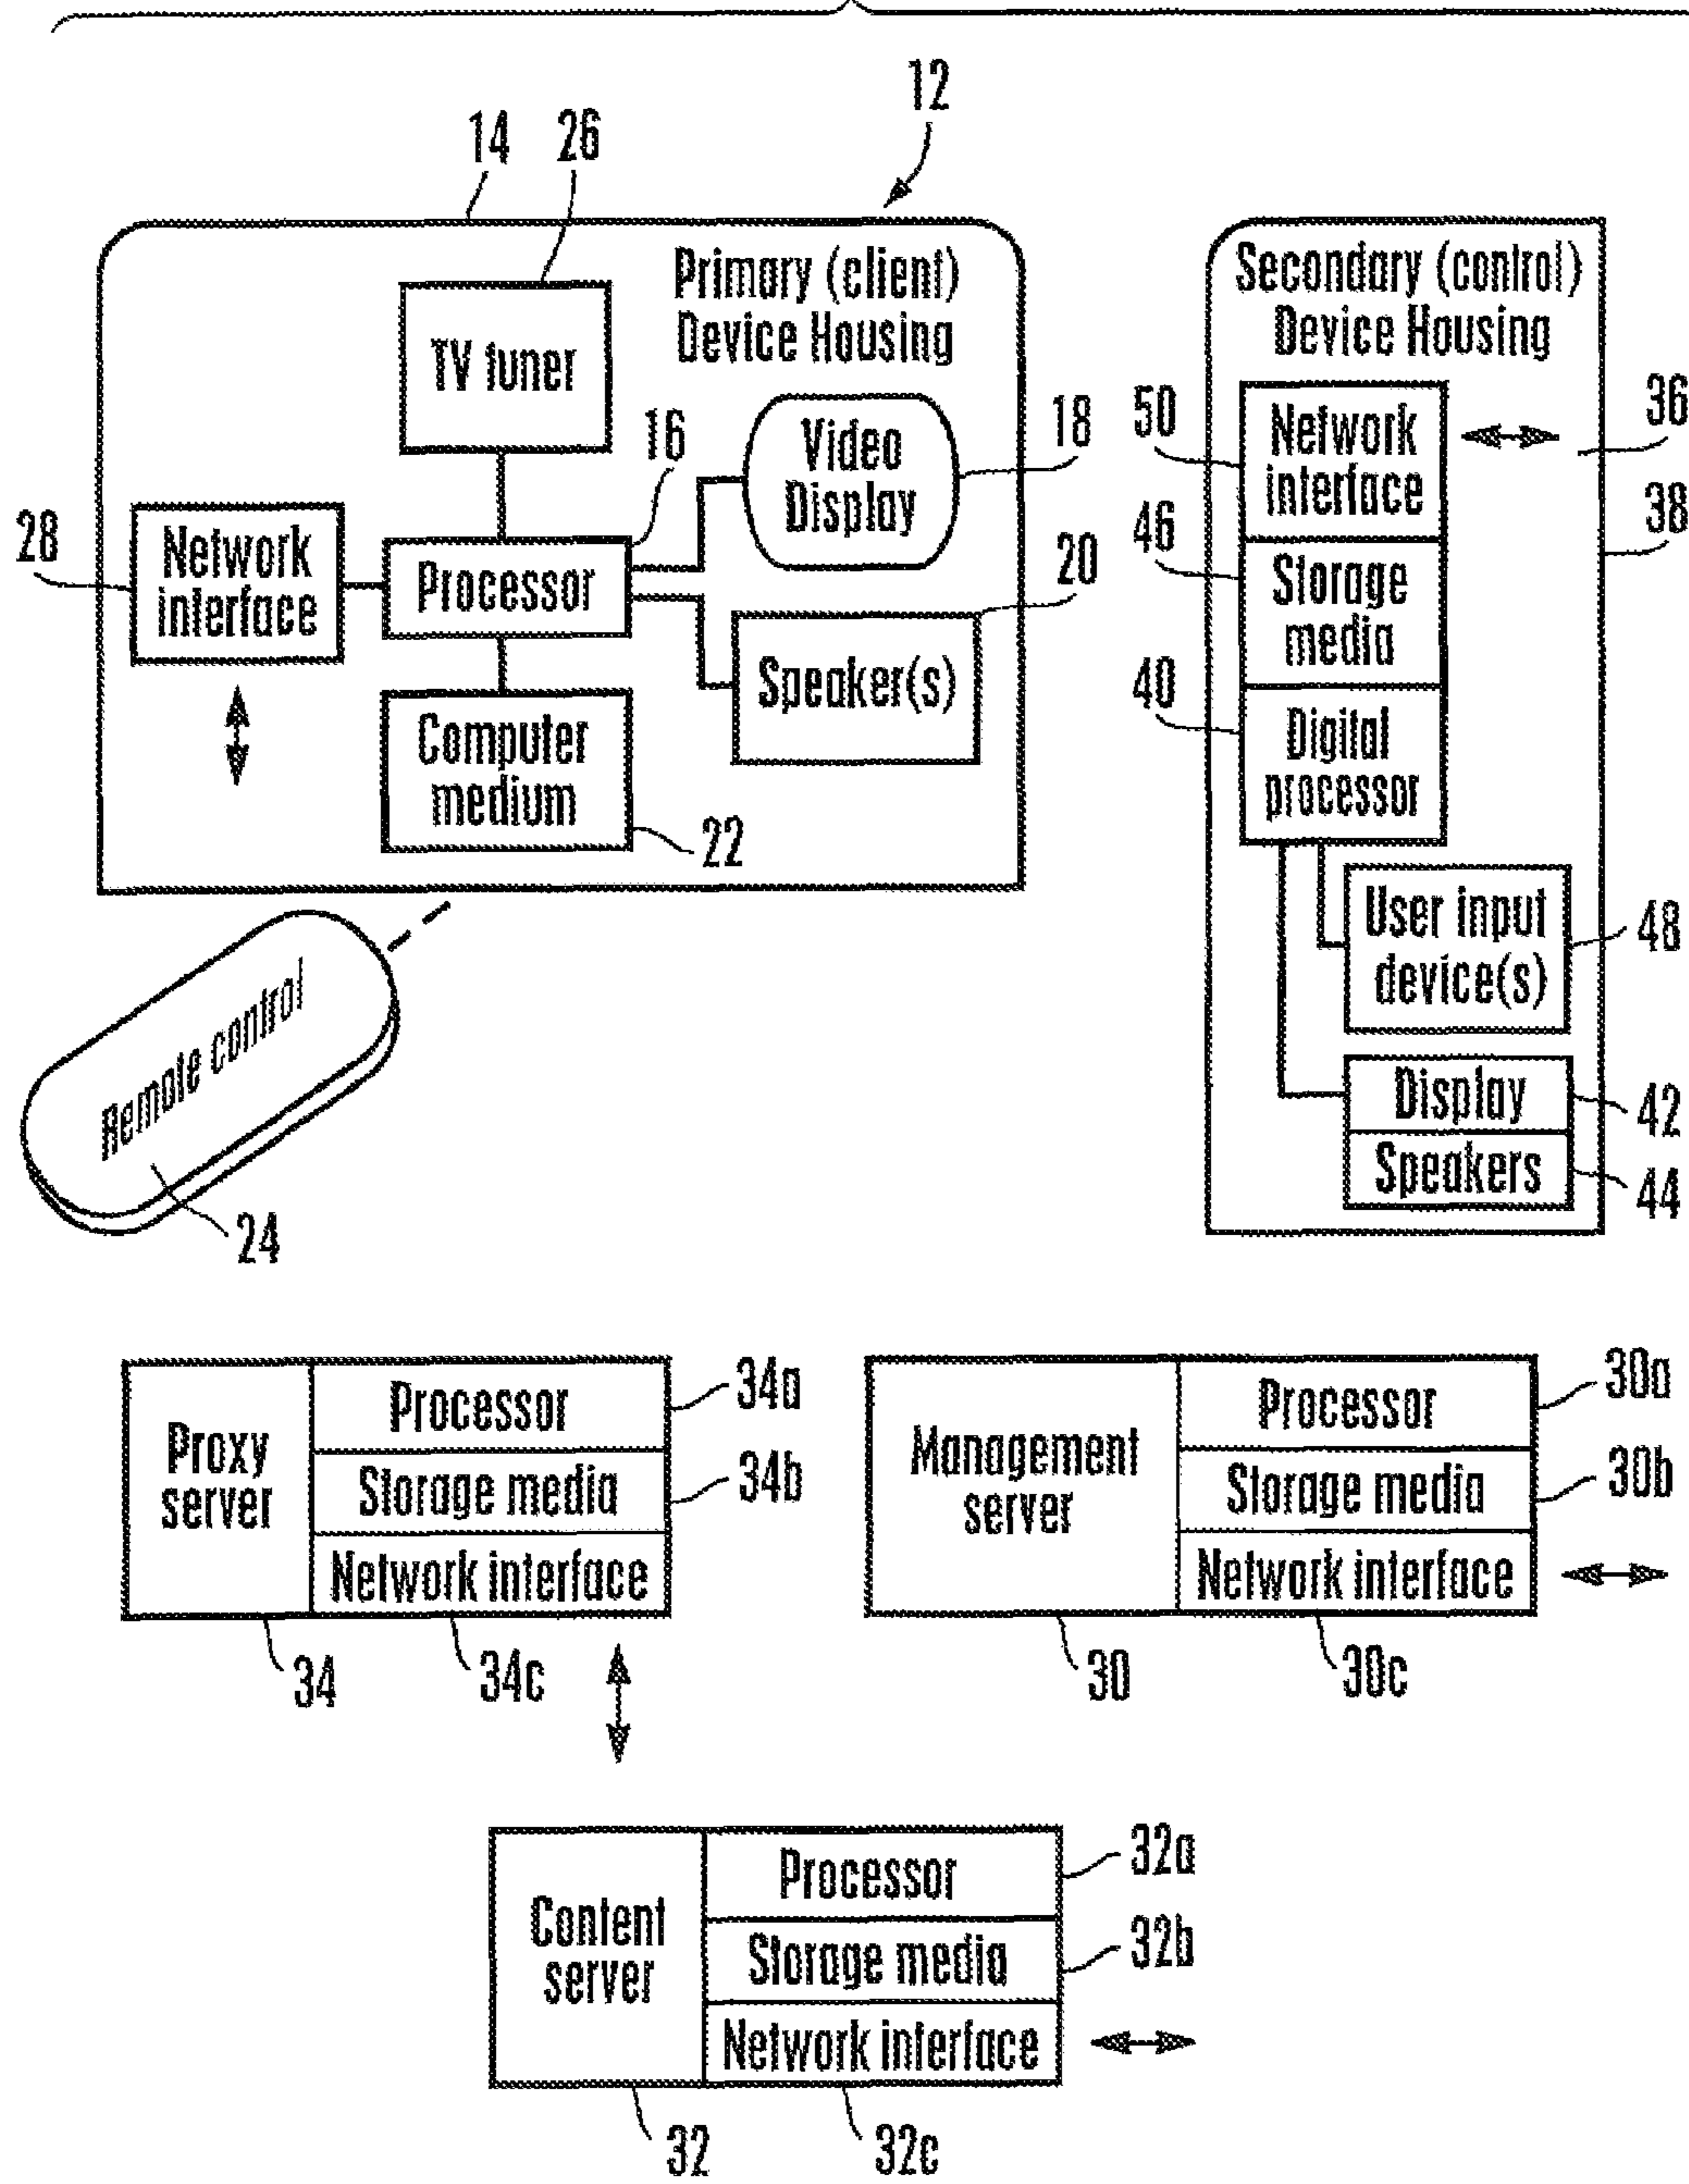 12
14
26
Primary (client)
Device Housing
TV tuner
16
Video
Display
18
28
Network
interface
Processor
20
Speaker(s)
Computer
medium
22
Remote control
24
Secondary (control)
Device Housing
50
Network
interface
36
38
46
Storage
media
40
Digital
processor
User input
device(s)
48
Display
42
Speakers
44
Proxy
server
Processor
34a
Storage media
34b
Network interface
34
34c
Management
server
Processor
30a
Storage media
30b
Network interface
30
30c
Content
server
Processor
32a
Storage media
32b
Network interface
32
32c